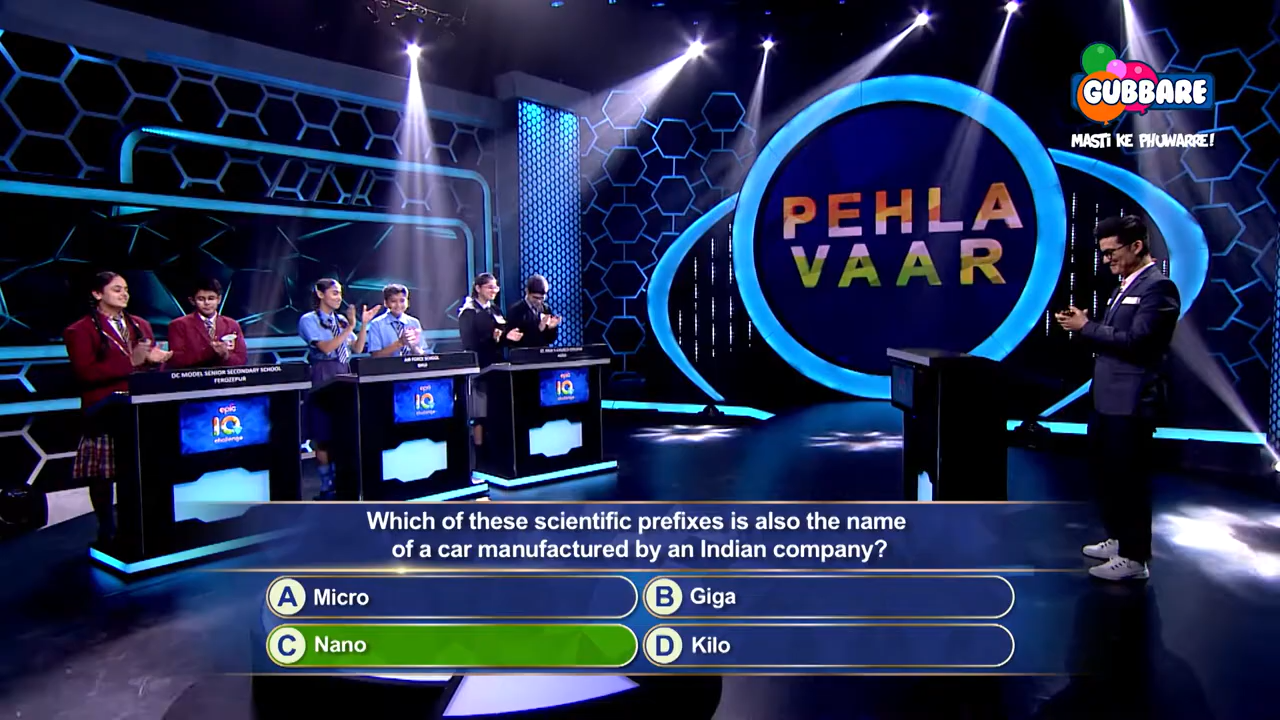 GUBBARE
MASTI KE PHUWARRE!
PEHLA
VAAR
DC MODEL SENIOR SECONDARY SCHOOL
FEROZEPUR
AIR FORCE SCHOOL
epic
IQ
challenge
epic
IQ
challenge
epic
IQ
challenge
Which of these scientific prefixes is also the name
of a car manufactured by an Indian company?
A Micro
B Giga
C Nano
D Kilo